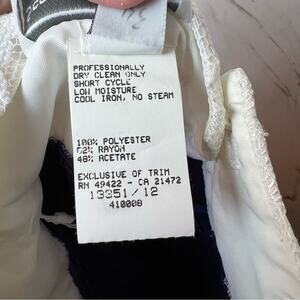 PROFESSIONALLY
DRY CLEAN ONLY
SHORT CYCLE
LOW MOISTURE
COOL IRON, NO STEAM
100% POLYESTER
52% RAYON
48% ACETATE
EXCLUSIVE OF TRIM
RN 49422 - CA 21472
13351/12
410008